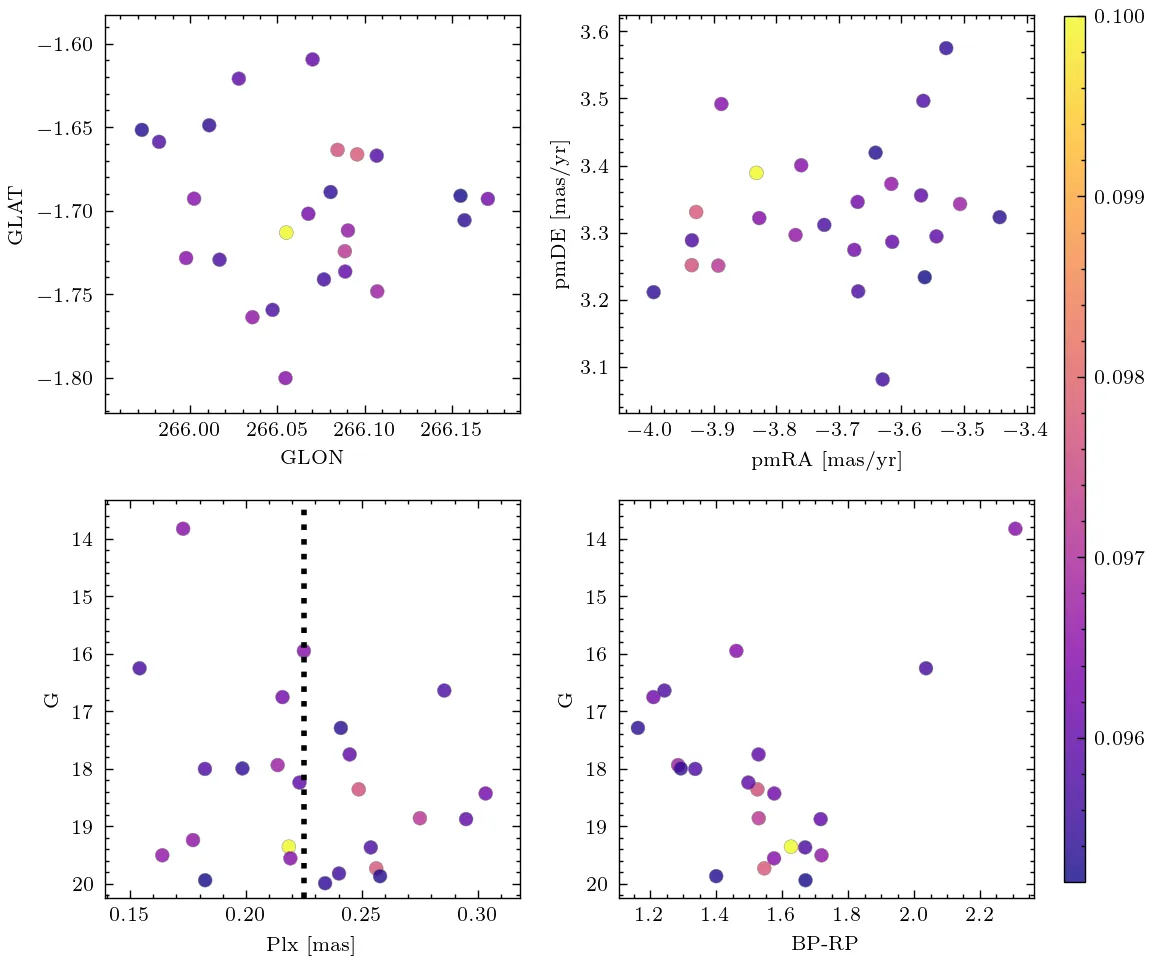 −1.60
−1.65
−1.70
−1.75
−1.80
GLAT
266.00 266.05 266.10 266.15
GLON
3.6
3.5
3.4
3.3
3.2
3.1
pmDE [mas/yr]
−4.0 −3.9 −3.8 −3.7 −3.6 −3.5 −3.4
pmRA [mas/yr]
14
15
16
17
18
19
20
G
0.15 0.20 0.25 0.30
Plx [mas]
14
15
16
17
18
19
20
G
1.2 1.4 1.6 1.8 2.0 2.2
BP-RP
0.100
0.099
0.098
0.097
0.096